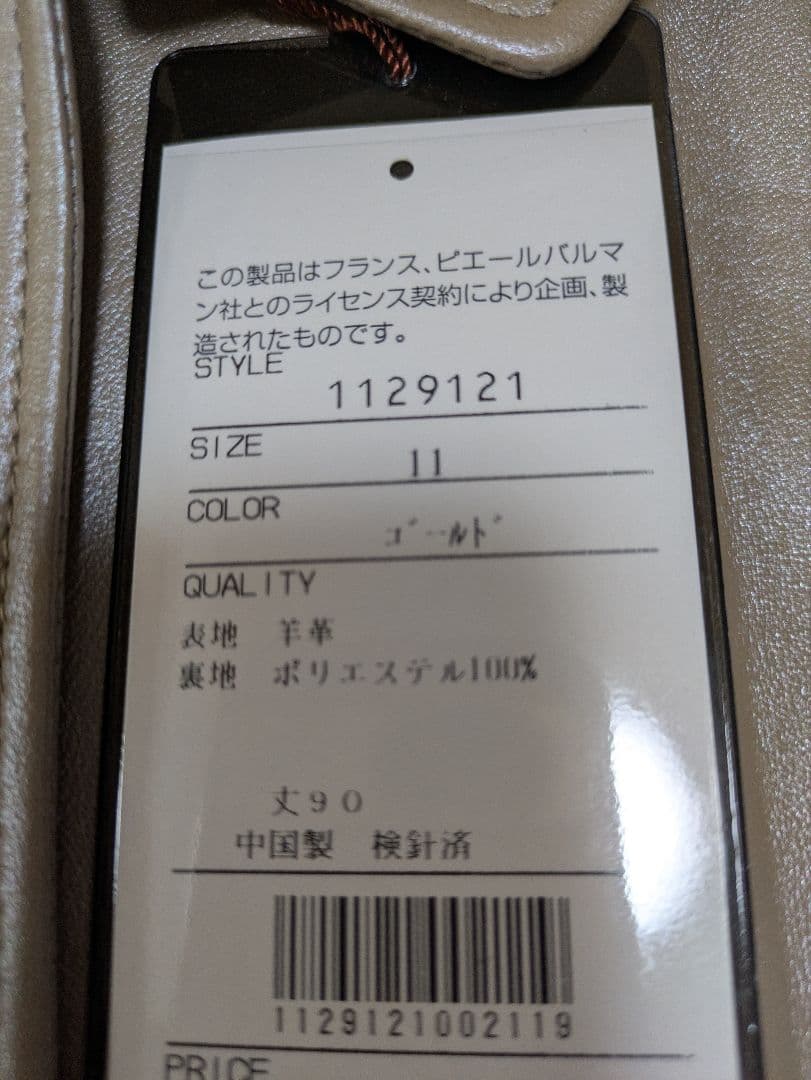 この製品はフランス、ピエールバルマ
ン社とのライセンス契約により企画、製
造されたものです。
STYLE
1129121
SIZE
11
COLOR
ゴールド
QUALITY
表地 羊革
裏地 ポリエステル100%
丈90
中国製 検針済
1129121002119
PRICE